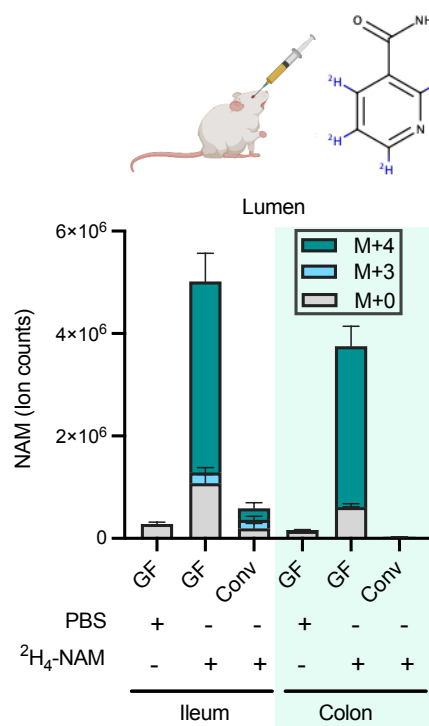 NH
²H
²H
N
²H
Lumen
6×10⁶
4×10⁶
2×10⁶
0
NAM (Ion counts)
M+4
M+3
M+0
GF GF Conv GF GF Conv
PBS + - - + - -
²H₄-NAM - + + - + +
Ileum Colon